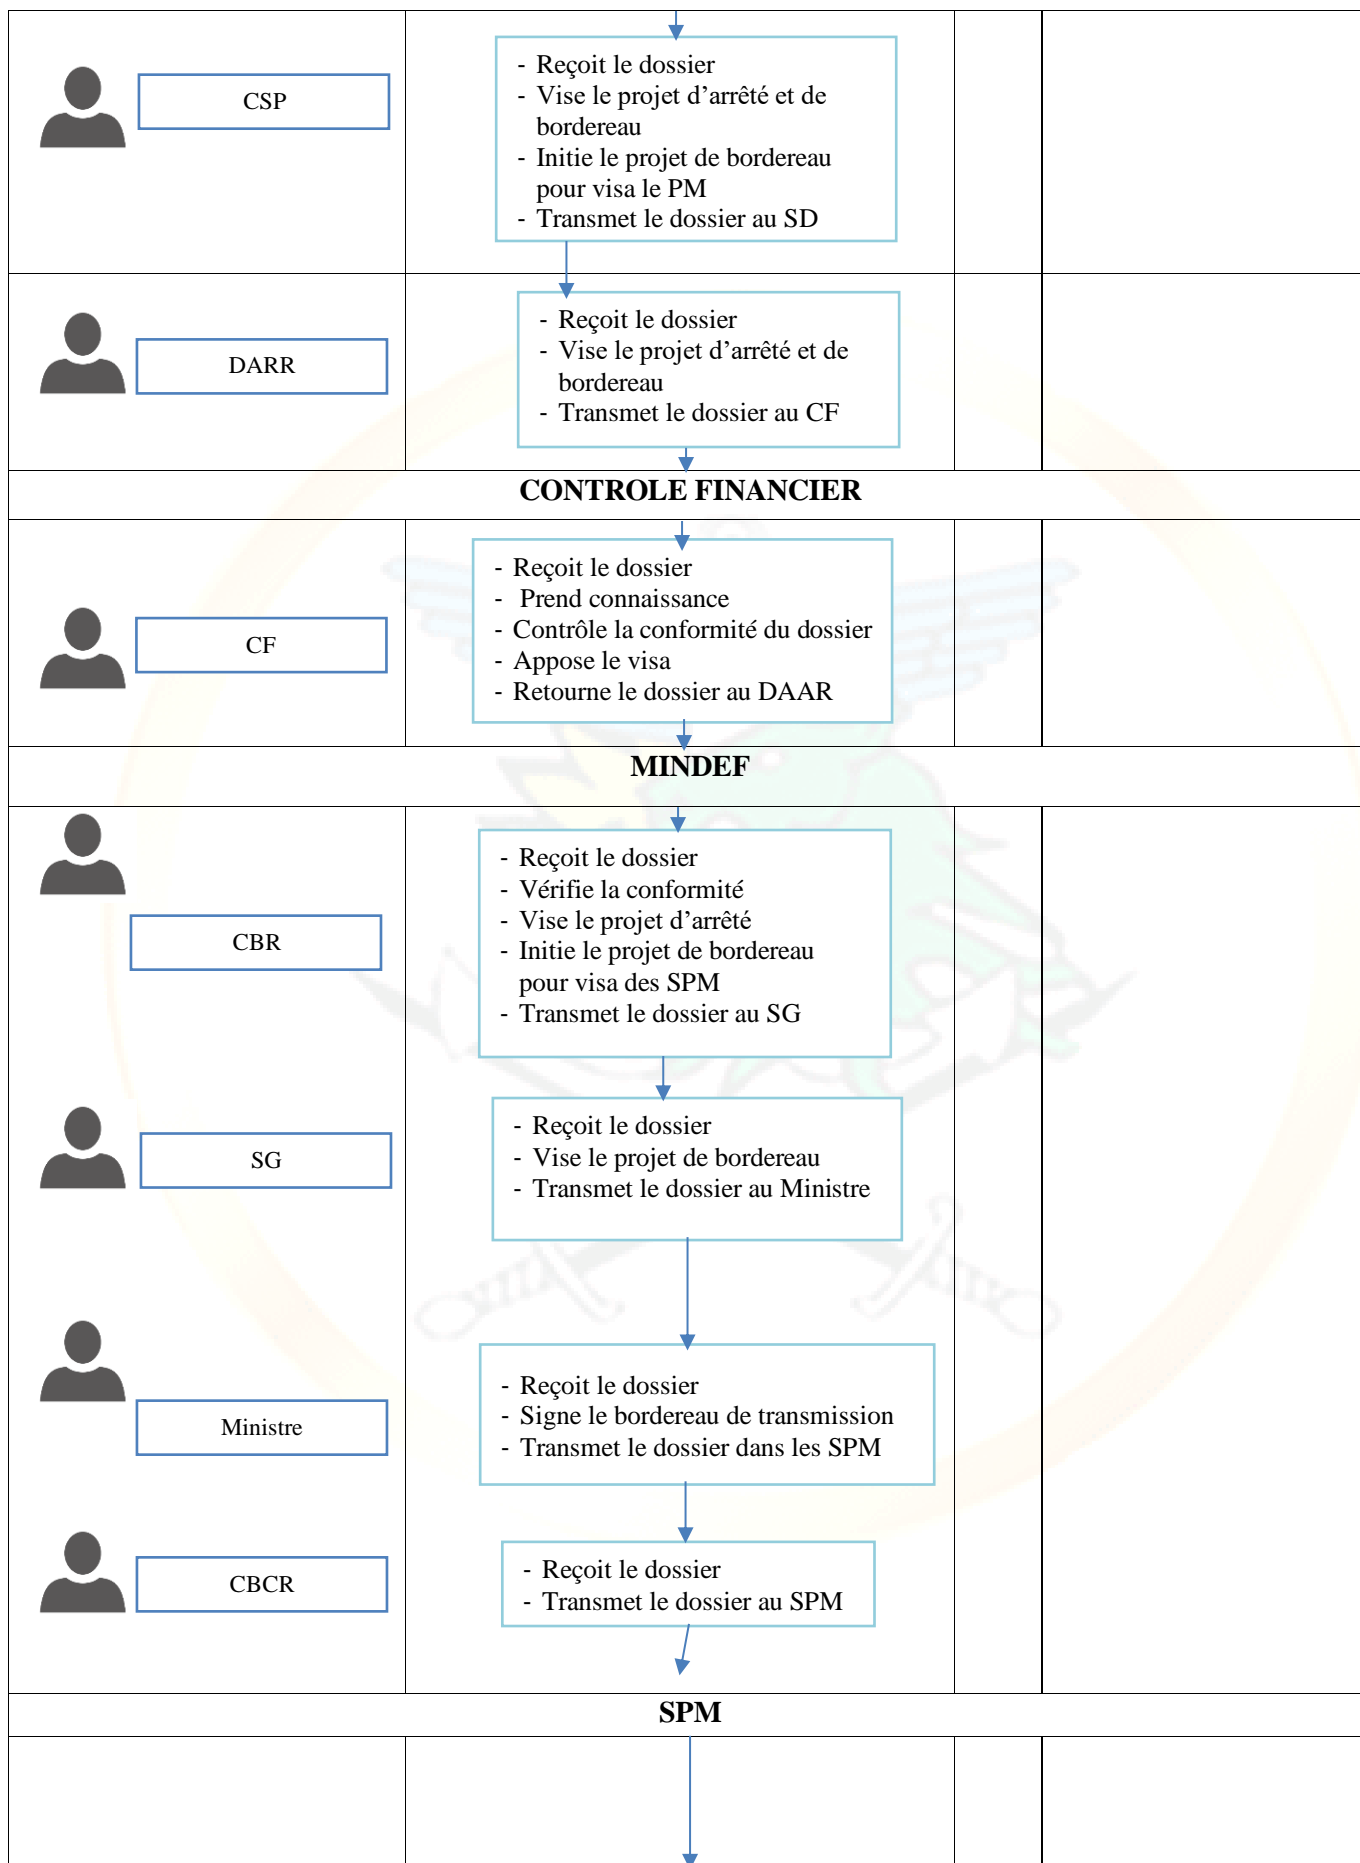 CSP
- Reçoit le dossier
- Vise le projet d’arrêté et de
bordereau
- Initie le projet de bordereau
pour visa le PM
- Transmet le dossier au SD
DARR
- Reçoit le dossier
- Vise le projet d’arrêté et de
bordereau
- Transmet le dossier au CF
CONTROLE FINANCIER
CF
- Reçoit le dossier
- Prend connaissance
- Contrôle la conformité du dossier
- Appose le visa
- Retourne le dossier au DAAR
MINDEF
CBR
- Reçoit le dossier
- Vérifie la conformité
- Vise le projet d’arrêté
- Initie le projet de bordereau
pour visa des SPM
- Transmet le dossier au SG
SG
- Reçoit le dossier
- Vise le projet de bordereau
- Transmet le dossier au Ministre
Ministre
- Reçoit le dossier
- Signe le bordereau de transmission
- Transmet le dossier dans les SPM
CBCR
- Reçoit le dossier
- Transmet le dossier au SPM
SPM